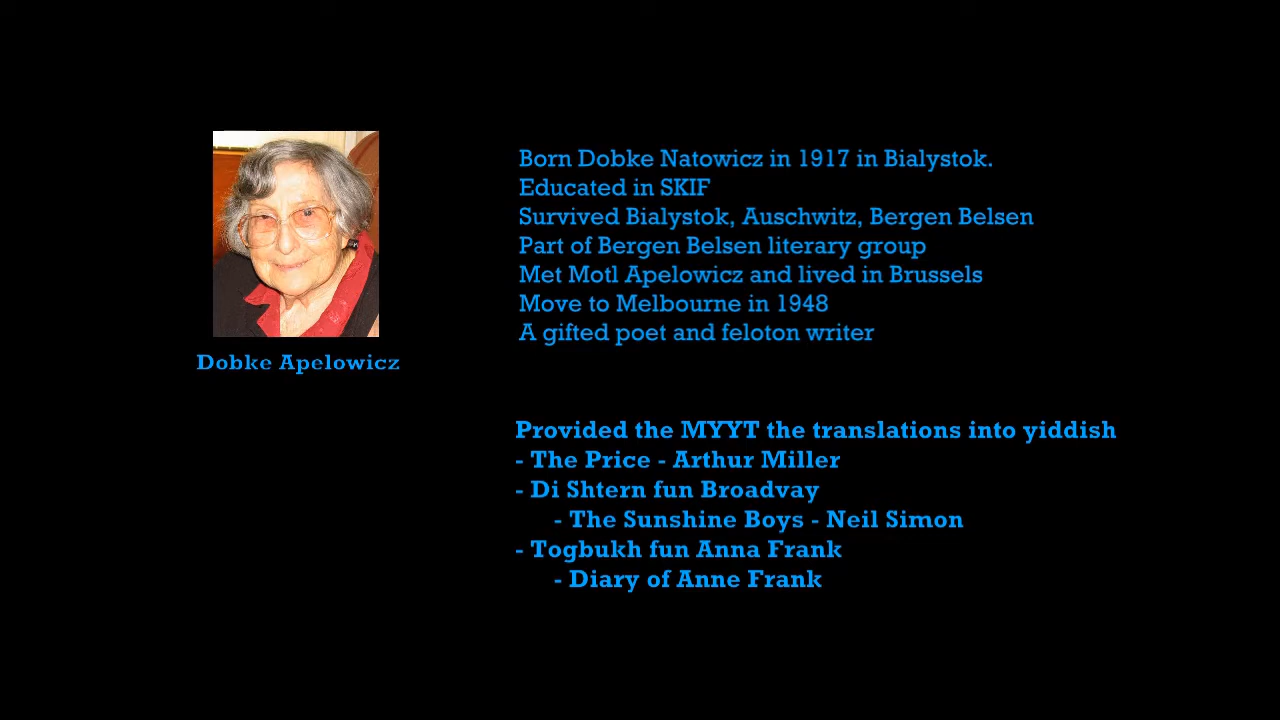 Dobke Apelowicz
Born Dobke Natowicz in 1917 in Bialystok.
Educated in SKIF
Survived Bialystok, Auschwitz, Bergen Belsen
Part of Bergen Belsen literary group
Met Motl Apelowicz and lived in Brussels
Move to Melbourne in 1948
A gifted poet and feloton writer
Provided the MYYT the translations into yiddish
- The Price - Arthur Miller
- Di Shtern fun Broadvay
- The Sunshine Boys - Neil Simon
- Togbukh fun Anna Frank
- Diary of Anne Frank